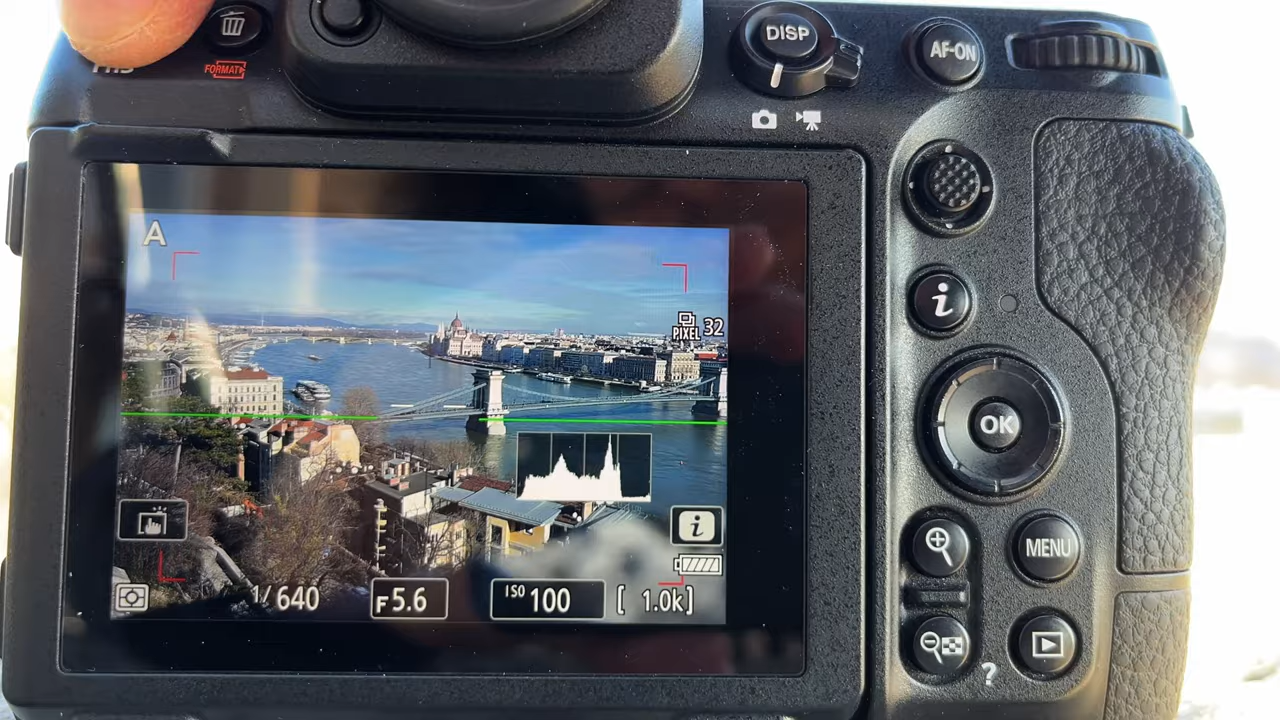 FORMAT
DISP
AF-ON
A
PIXEL 32
i
OK
i
MENU
1/640
F5.6
ISO 100
[ 1.0k]
?